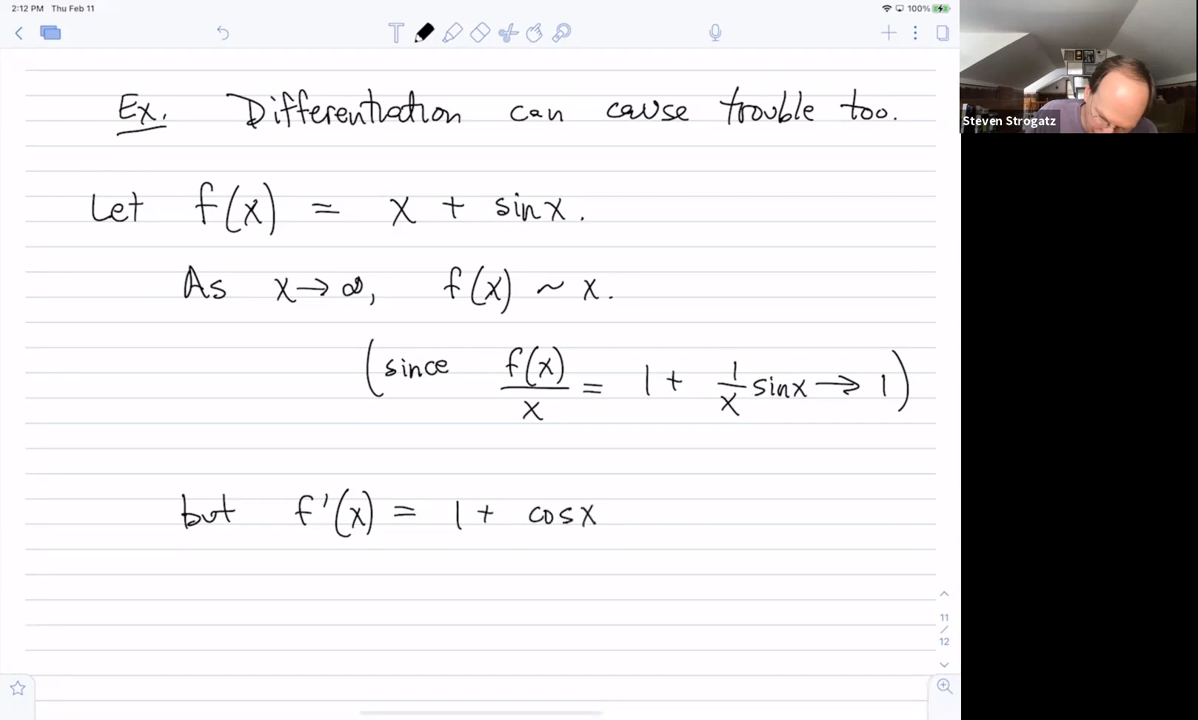 2:12 PM Thu Feb 11
100%
Ex. Differentiation can cause trouble too.
Let f(x) = x + sin x.
As x → ∞, f(x) ~ x.
(since f(x)/x = 1 + 1/x sin x → 1)
but f'(x) = 1 + cos x
11
/
12
Steven Strogatz